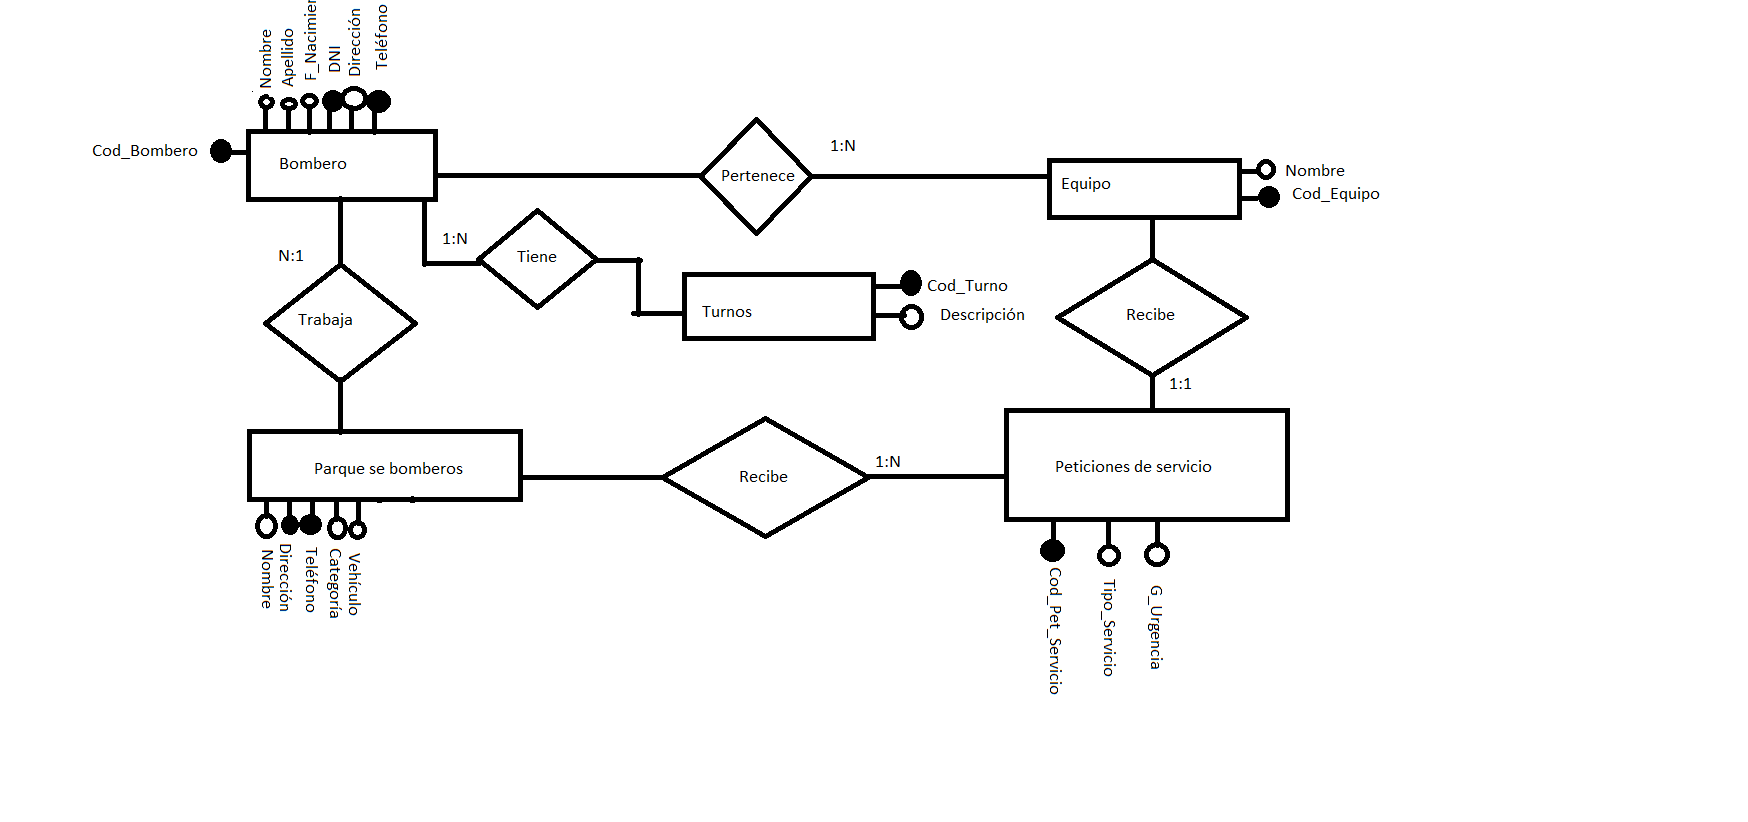 Nombre
Apellido
F_Nacimien
DNI
Dirección
Teléfono
Cod_Bombero
Bombero
Pertenece
1:N
Equipo
Nombre
Cod_Equipo
N:1
1:N
Tiene
Turnos
Cod_Turno
Descripción
Trabaja
Recibe
1:1
Parque se bomberos
Recibe
1:N
Peticiones de servicio
Nombre
Dirección
Teléfono
Categoría
Vehículo
Cod_Pet_Servicio
Tipo_Servicio
G_Urgencia